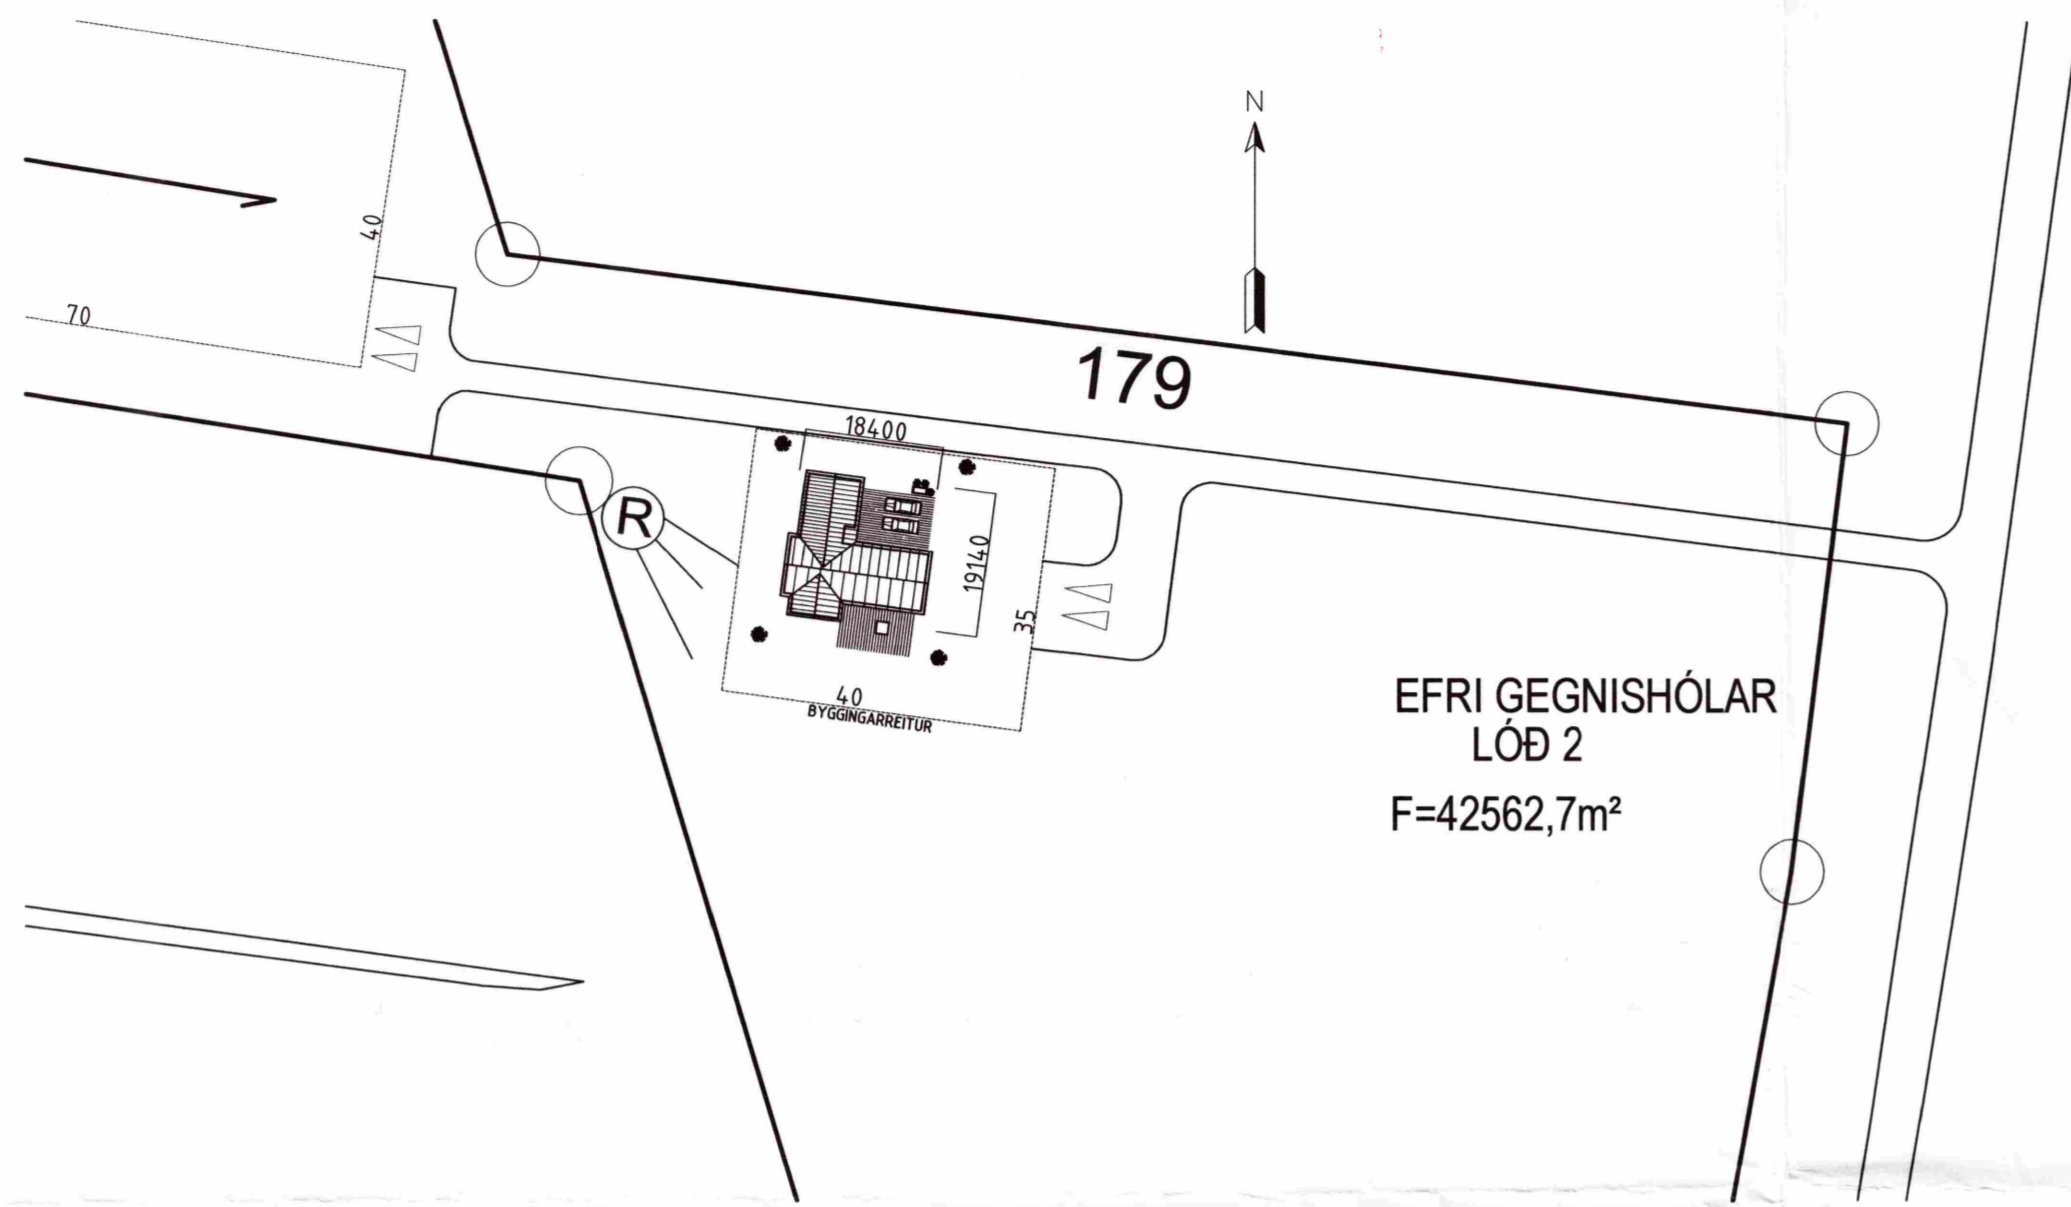 N
40
70
179
18400
R
19140
35
40
BYGGINGARREITUR
EFRI GEGNISHÓLAR
LÓÐ 2
F=42562,7m²